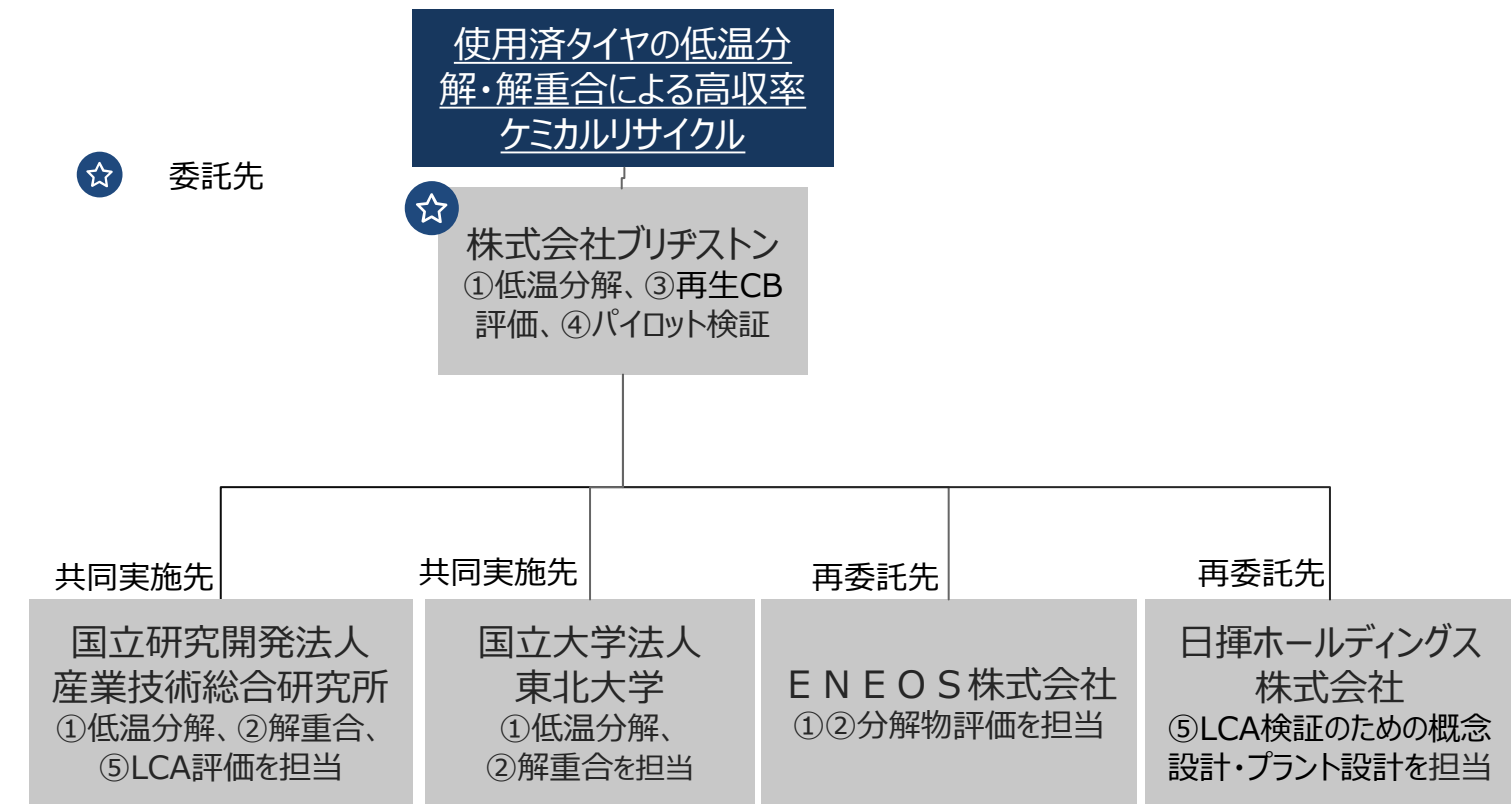 使用済タイヤの低温分
解・解重合による高収率
ケミカルリサイクル
委託先
株式会社ブリヂストン
①低温分解、③再生CB
評価、④パイロット検証
共同実施先
国立研究開発法人
産業技術総合研究所
①低温分解、②解重合、
⑤LCA評価を担当
共同実施先
国立大学法人
東北大学
①低温分解、
②解重合を担当
再委託先
ＥＮＥＯＳ株式会社
①②分解物評価を担当
再委託先
日揮ホールディングス
株式会社
⑤LCA検証のための概念
設計・プラント設計を担当